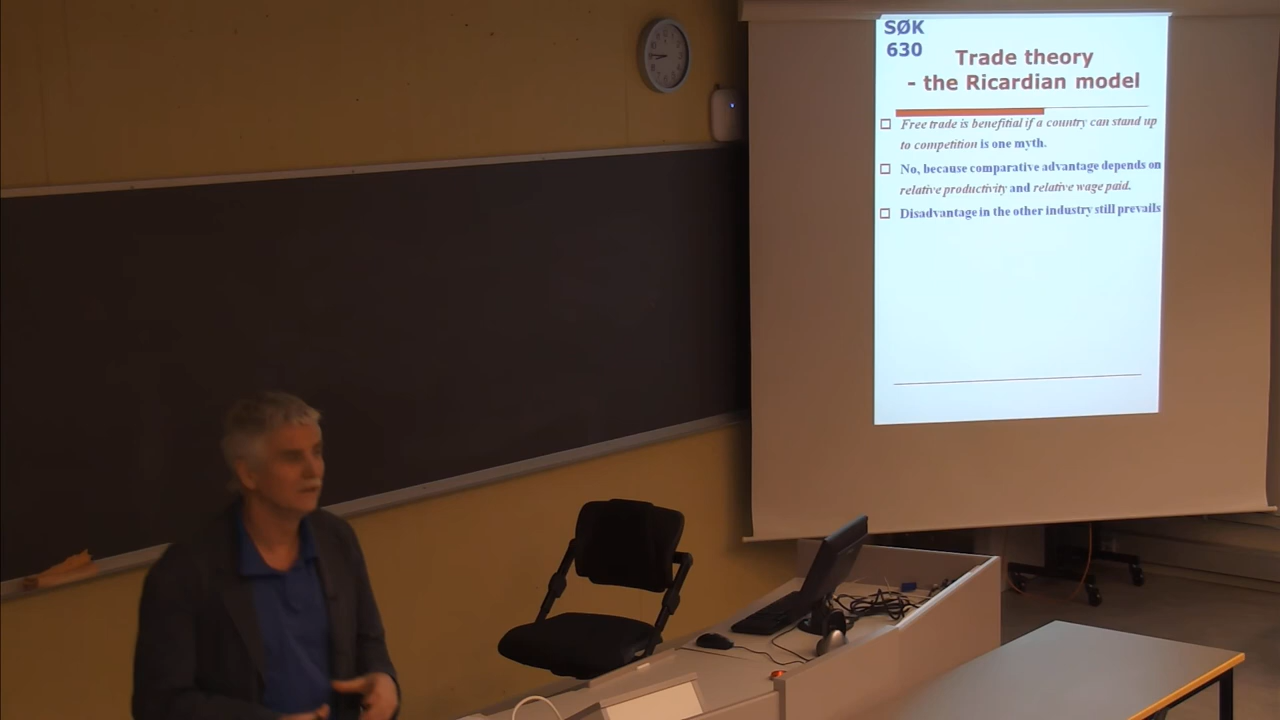 SØK
630
Trade theory
- the Ricardian model
Free trade is benefitial if a country can stand up
to competition is one myth.
No, because comparative advantage depends on
relative productivity and relative wage paid.
Disadvantage in the other industry still prevails